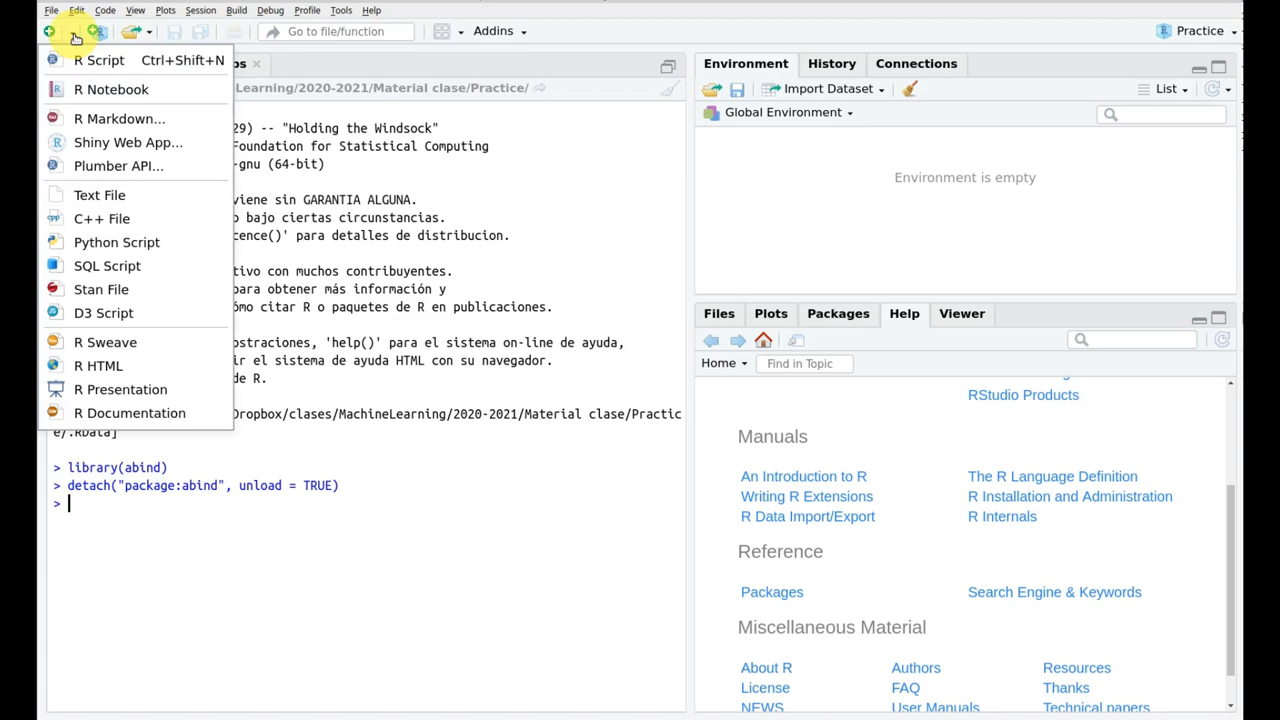 File Edit Code View Plots Session Build Debug Profile Tools Help
Go to file/function Addins Practice
R Script Ctrl+Shift+N
R Notebook
R Markdown...
Shiny Web App...
Plumber API...
Text File
C++ File
Python Script
SQL Script
Stan File
D3 Script
R Sweave
R HTML
R Presentation
R Documentation
bs
Learning/2020-2021/Material clase/Practice/
29) -- "Holding the Windsock"
Foundation for Statistical Computing
-gnu (64-bit)
viene sin GARANTIA ALGUNA.
o bajo ciertas circunstancias.
cence()' para detalles de distribucion.
tivo con muchos contribuyentes.
para obtener más información y
ómo citar R o paquetes de R en publicaciones.
ostraciones, 'help()' para el sistema on-line de ayuda,
ir el sistema de ayuda HTML con su navegador.
de R.
Dropbox/clases/MachineLearning/2020-2021/Material clase/Practic
e/.RData]
> library(abind)
> detach("package:abind", unload = TRUE)
>
Environment History Connections
Import Dataset List
Global Environment
Environment is empty
Files Plots Packages Help Viewer
Home Find in Topic
RStudio Products
Manuals
An Introduction to R The R Language Definition
Writing R Extensions R Installation and Administration
R Data Import/Export R Internals
Reference
Packages Search Engine & Keywords
Miscellaneous Material
About R Authors Resources
License FAQ Thanks
NEWS User Manuals Technical papers